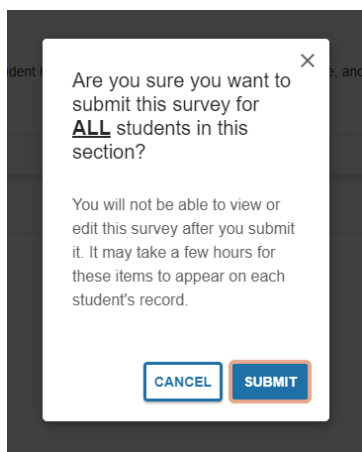 dent i
e, and
Are you sure you want to
submit this survey for
ALL students in this
section?
You will not be able to view or
edit this survey after you submit
it. It may take a few hours for
these items to appear on each
student's record.
CANCEL SUBMIT